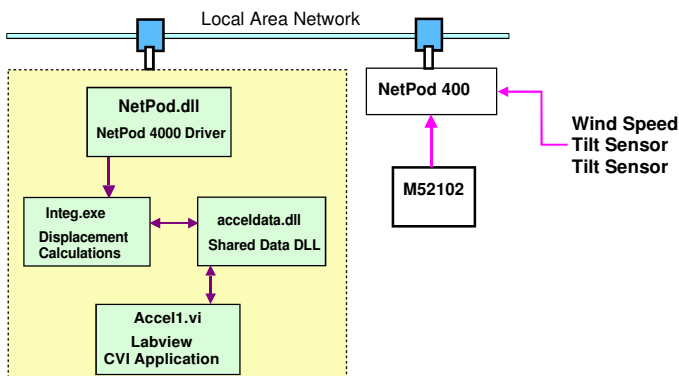 Local Area Network
NetPod.dll
NetPod 4000 Driver
NetPod 400
Wind Speed
Tilt Sensor
Tilt Sensor
M52102
Integ.exe
Displacement
Calculations
acceldata.dll
Shared Data DLL
Accel1.vi
Labview
CVI Application